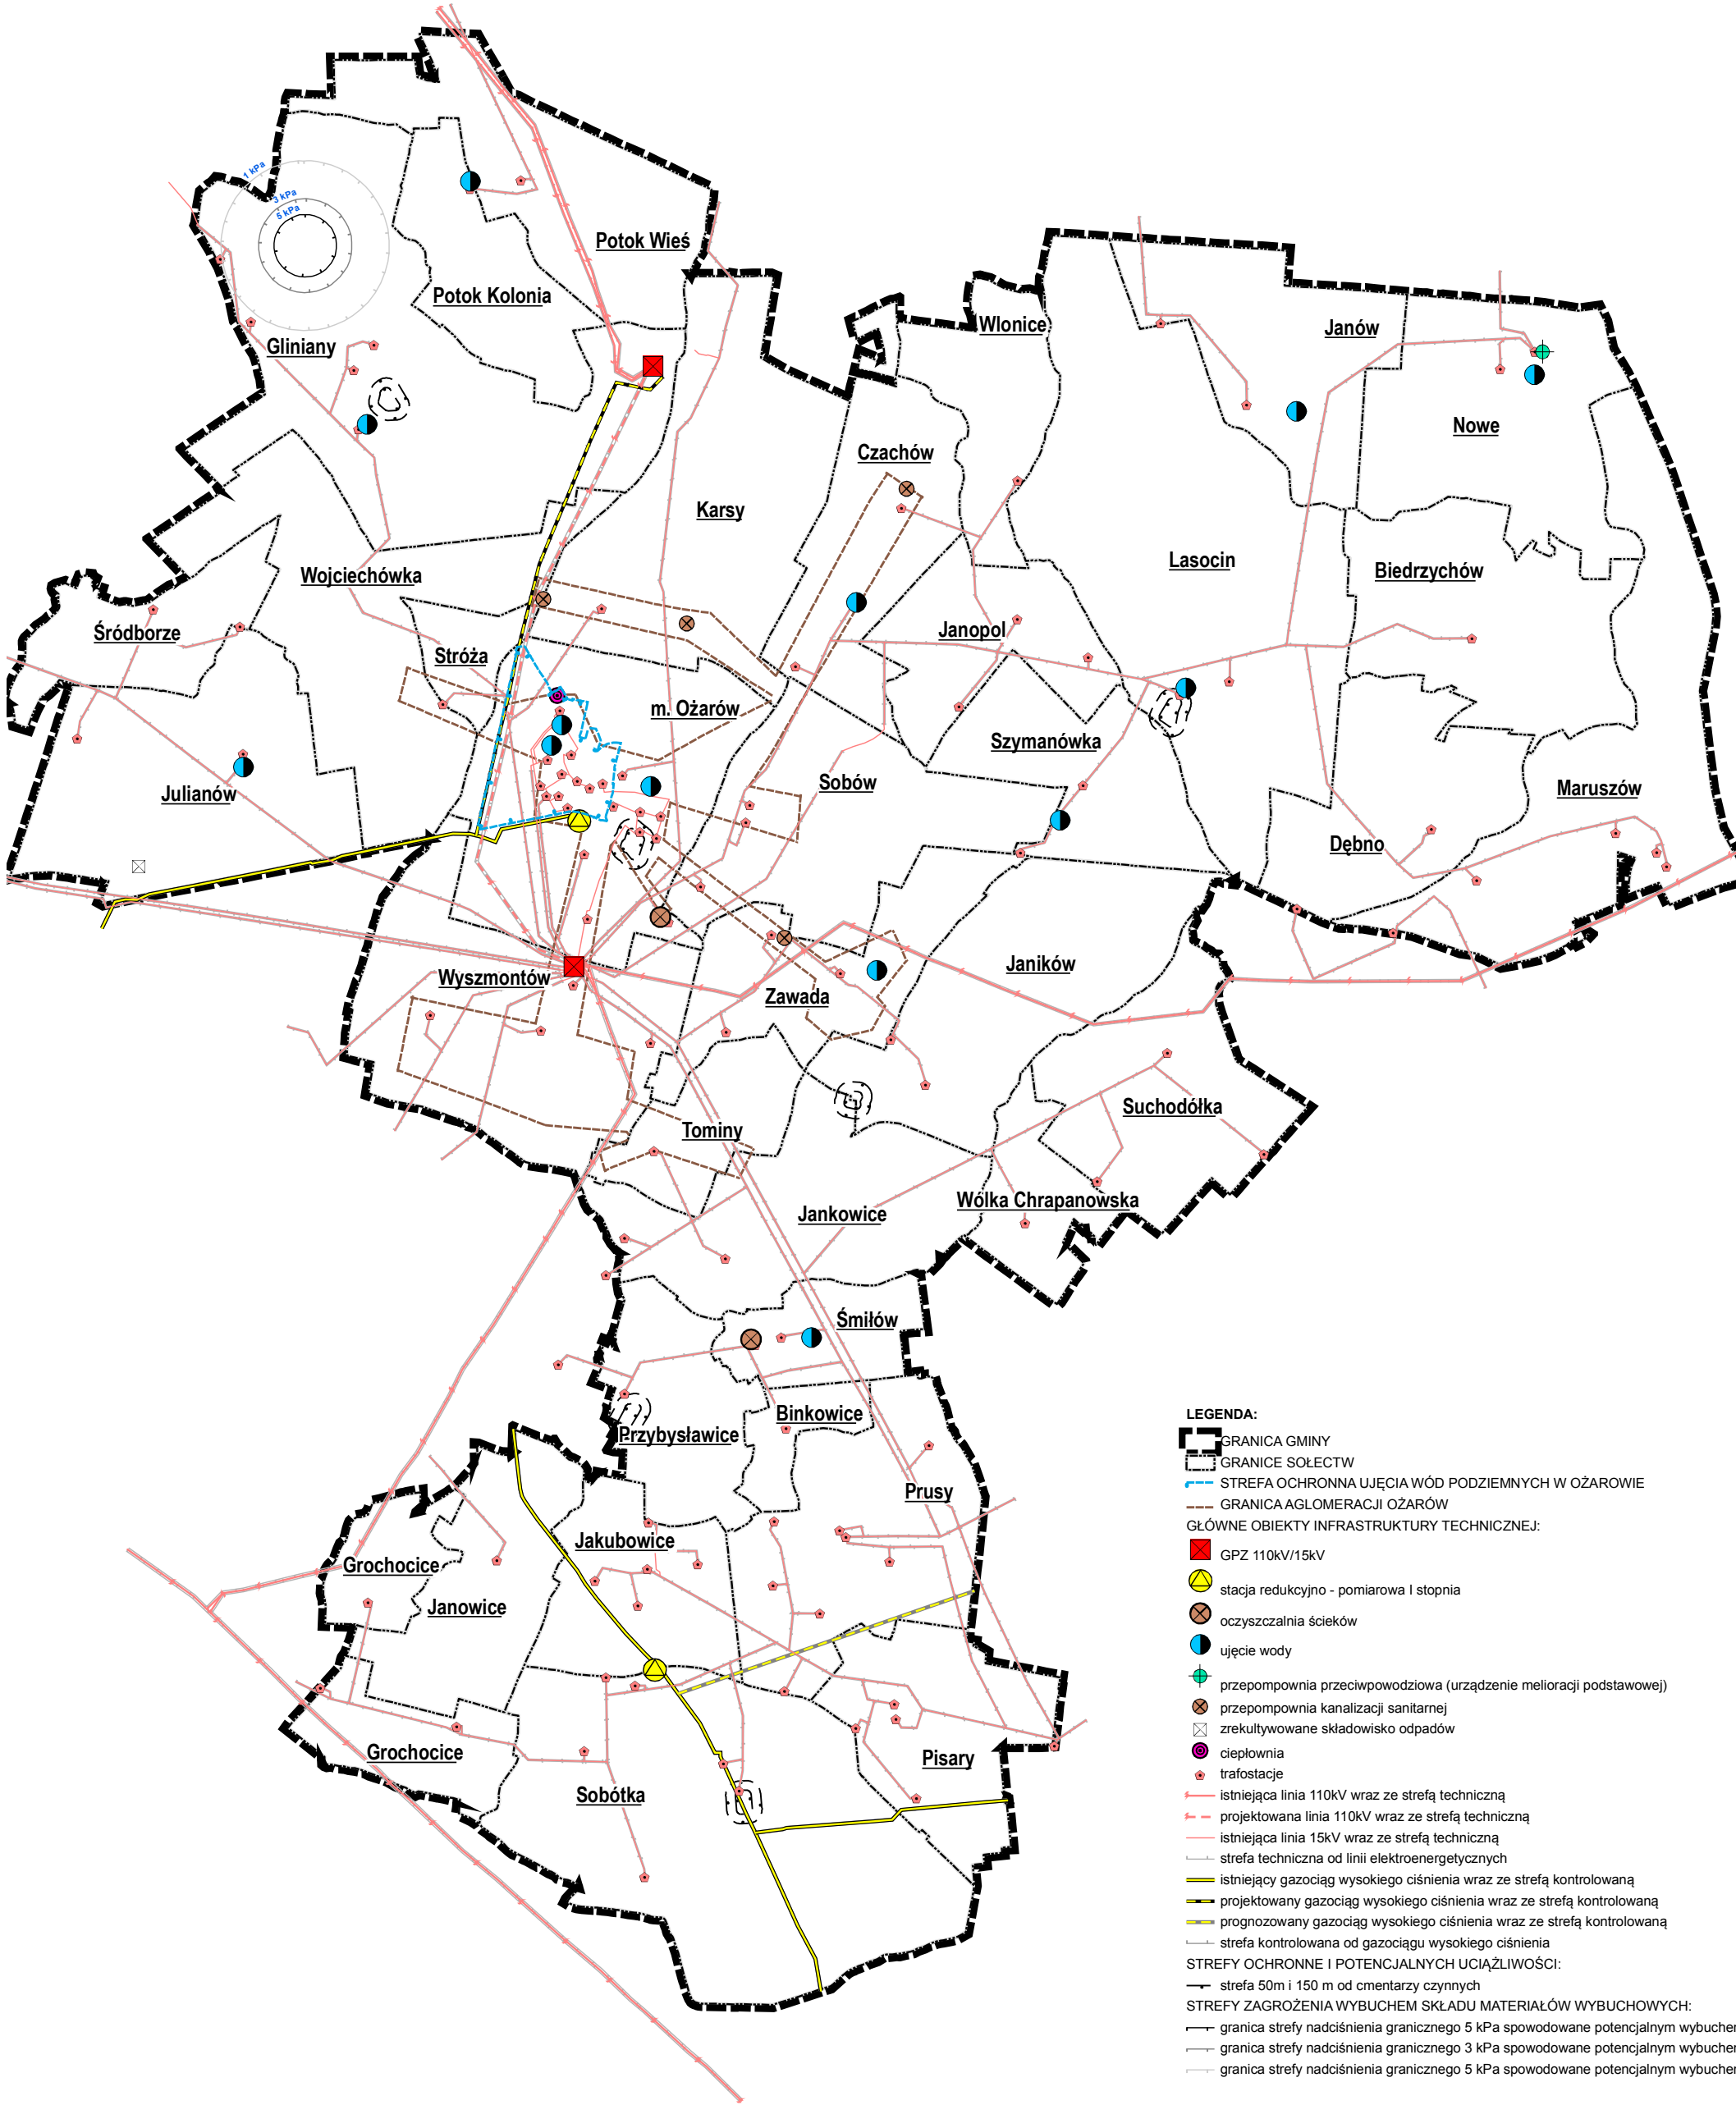 1 kPa
3 kPa
5 kPa
Potok Wieś
Potok Kolonia
Gliniany
Wlonice
Janów
Nowe
Czachów
Karsy
Lasocin
Biedrzychów
Wojciechówka
Śródborze
Stróża
Janopol
m. Ożarów
Szymanówka
Sobów
Julianów
Maruszów
Dębno
Janików
Wyszmontów
Zawada
Suchodółka
Tominy
Wólka Chrapanowska
Jankowice
Śmiłów
Binkowice
Przybysławice
Prusy
Jakubowice
Grochocice
Janowice
Grochocice
Pisary
Sobótka
LEGENDA:
GRANICA GMINY
GRANICE SOŁECTW
STREFA OCHRONNA UJĘCIA WÓD PODZIEMNYCH W OŻAROWIE
GRANICA AGLOMERACJI OŻARÓW
GŁÓWNE OBIEKTY INFRASTRUKTURY TECHNICZNEJ:
GPZ 110kV/15kV
stacja redukcyjno - pomiarowa I stopnia
oczyszczalnia ścieków
ujęcie wody
przepompownia przeciwpowodziowa (urządzenie melioracji podstawowej)
przepompownia kanalizacji sanitarnej
zrekultywowane składowisko odpadów
ciepłownia
trafostacje
istniejąca linia 110kV wraz ze strefą techniczną
projektowana linia 110kV wraz ze strefą techniczną
istniejąca linia 15kV wraz ze strefą techniczną
strefa techniczna od linii elektroenergetycznych
istniejący gazociąg wysokiego ciśnienia wraz ze strefą kontrolowaną
projektowany gazociąg wysokiego ciśnienia wraz ze strefą kontrolowaną
prognozowany gazociąg wysokiego ciśnienia wraz ze strefą kontrolowaną
strefa kontrolowana od gazociągu wysokiego ciśnienia
STREFY OCHRONNE I POTENCJALNYCH UCIĄŻLIWOŚCI:
strefa 50m i 150 m od cmentarzy czynnych
STREFY ZAGROŻENIA WYBUCHEM SKŁADU MATERIAŁÓW WYBUCHOWYCH:
granica strefy nadciśnienia granicznego 5 kPa spowodowane potencjalnym wybuche
granica strefy nadciśnienia granicznego 3 kPa spowodowane potencjalnym wybuche
granica strefy nadciśnienia granicznego 5 kPa spowodowane potencjalnym wybuche